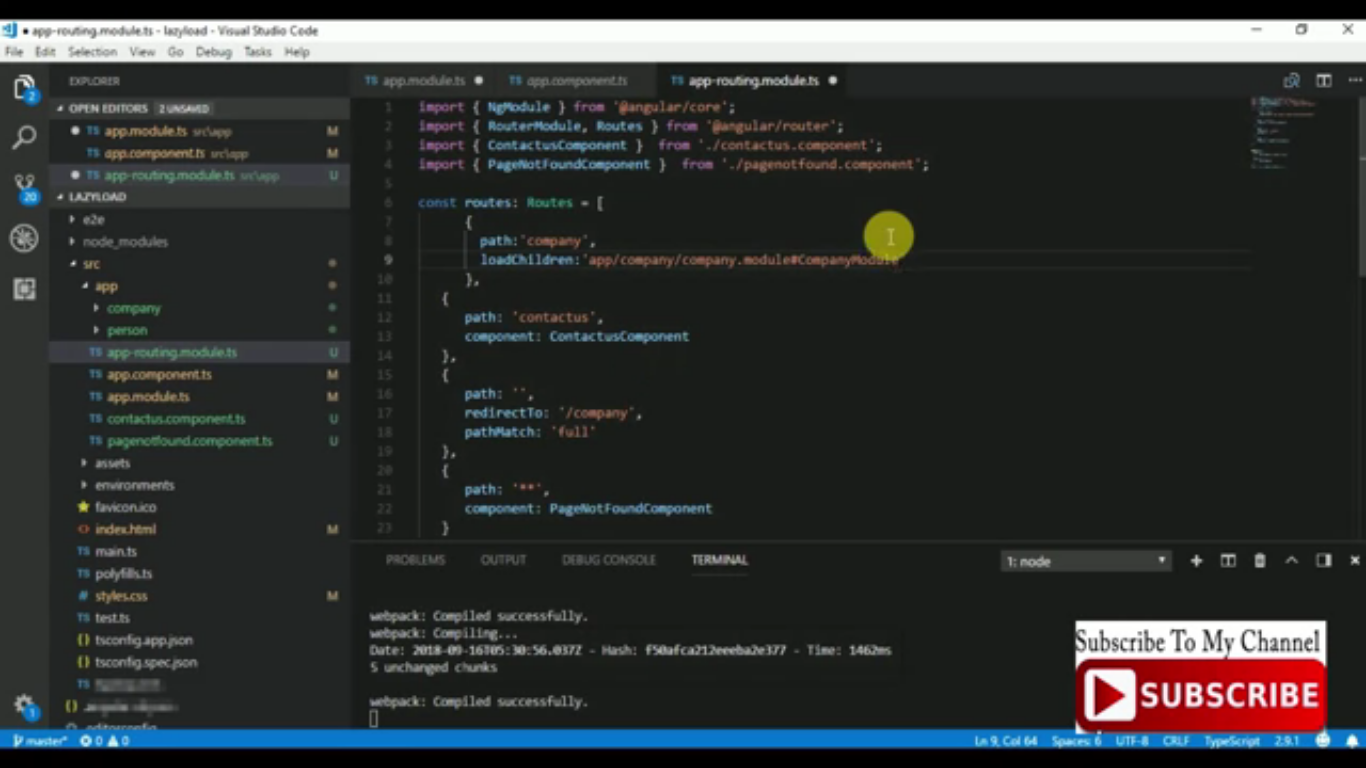 app-routing.module.ts - lazyload - Visual Studio Code
File Edit Selection View Go Debug Tasks Help
EXPLORER
OPEN EDITORS 2 UNSAVED
TS app.module.ts src\app M
TS app.component.ts src\app M
TS app-routing.module.ts src\app U
LAZYLOAD
e2e
node_modules
src
app
company
person
TS app-routing.module.ts U
TS app.component.ts M
TS app.module.ts M
TS contactus.component.ts U
TS pagenotfound.component.ts U
assets
environments
favicon.ico
index.html M
TS main.ts
TS polyfills.ts
# styles.css M
TS test.ts
{} tsconfig.app.json
{} tsconfig.spec.json
TS
{}
.editorconfig
2
20
1
TS app.module.ts TS app.component.ts TS app-routing.module.ts
1 import { NgModule } from '@angular/core';
2 import { RouterModule, Routes } from '@angular/router';
3 import { ContactusComponent } from './contactus.component';
4 import { PageNotFoundComponent } from './pagenotfound.component';
5
6 const routes: Routes = [
7 {
8 path:'company',
9 loadChildren:'app/company/company.module#CompanyModule
10 },
11 {
12 path: 'contactus',
13 component: ContactusComponent
14 },
15 {
16 path: '',
17 redirectTo: '/company',
18 pathMatch: 'full'
19 },
20 {
21 path: '**',
22 component: PageNotFoundComponent
23 }
PROBLEMS OUTPUT DEBUG CONSOLE TERMINAL 1: node
webpack: Compiled successfully.
webpack: Compiling...
Date: 2018-09-16T05:30:56.037Z - Hash: f50afca212eeeba2e377 - Time: 1462ms
5 unchanged chunks
webpack: Compiled successfully.
Subscribe To My Channel
SUBSCRIBE
master* 0 0 Ln 9, Col 64 Spaces: 6 UTF-8 CRLF TypeScript 2.9.1